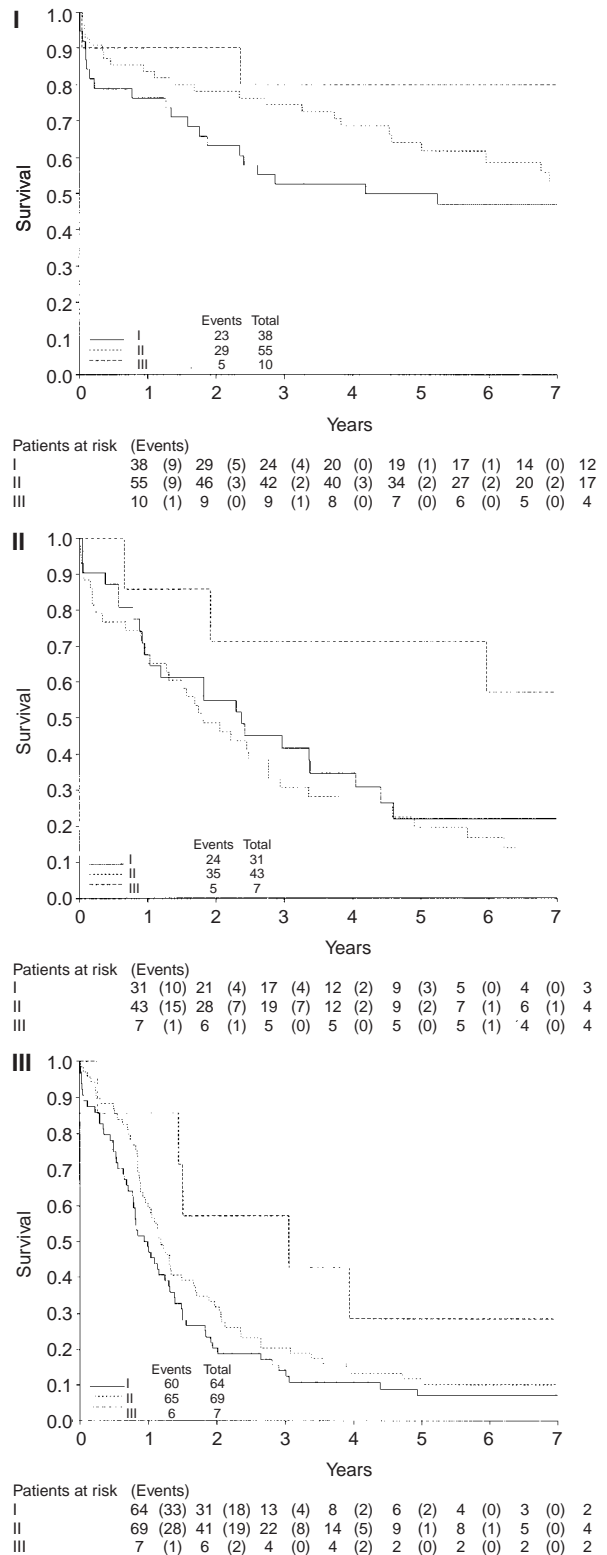 I
1.0
0.9
0.8
0.7
0.6
0.5
0.4
0.3
0.2
0.1
0.0
Survival
Events Total
I 23 38
II 29 55
III 5 10
0 1 2 3 4 5 6 7
Years
Patients at risk (Events)
I 38 (9) 29 (5) 24 (4) 20 (0) 19 (1) 17 (1) 14 (0) 12
II 55 (9) 46 (3) 42 (2) 40 (3) 34 (2) 27 (2) 20 (2) 17
III 10 (1) 9 (0) 9 (1) 8 (0) 7 (0) 6 (0) 5 (0) 4
II
1.0
0.9
0.8
0.7
0.6
0.5
0.4
0.3
0.2
0.1
0.0
Survival
Events Total
I 24 31
II 35 43
III 5 7
0 1 2 3 4 5 6 7
Years
Patients at risk (Events)
I 31 (10) 21 (4) 17 (4) 12 (2) 9 (3) 5 (0) 4 (0) 3
II 43 (15) 28 (7) 19 (7) 12 (2) 9 (2) 7 (1) 6 (1) 4
III 7 (1) 6 (1) 5 (0) 5 (0) 5 (0) 5 (1) 4 (0) 4
III
1.0
0.9
0.8
0.7
0.6
0.5
0.4
0.3
0.2
0.1
0.0
Survival
Events Total
I 60 64
II 65 69
III 6 7
0 1 2 3 4 5 6 7
Years
Patients at risk (Events)
I 64 (33) 31 (18) 13 (4) 8 (2) 6 (2) 4 (0) 3 (0) 2
II 69 (28) 41 (19) 22 (8) 14 (5) 9 (1) 8 (1) 5 (0) 4
III 7 (1) 6 (2) 4 (0) 4 (2) 2 (0) 2 (0) 2 (0) 2